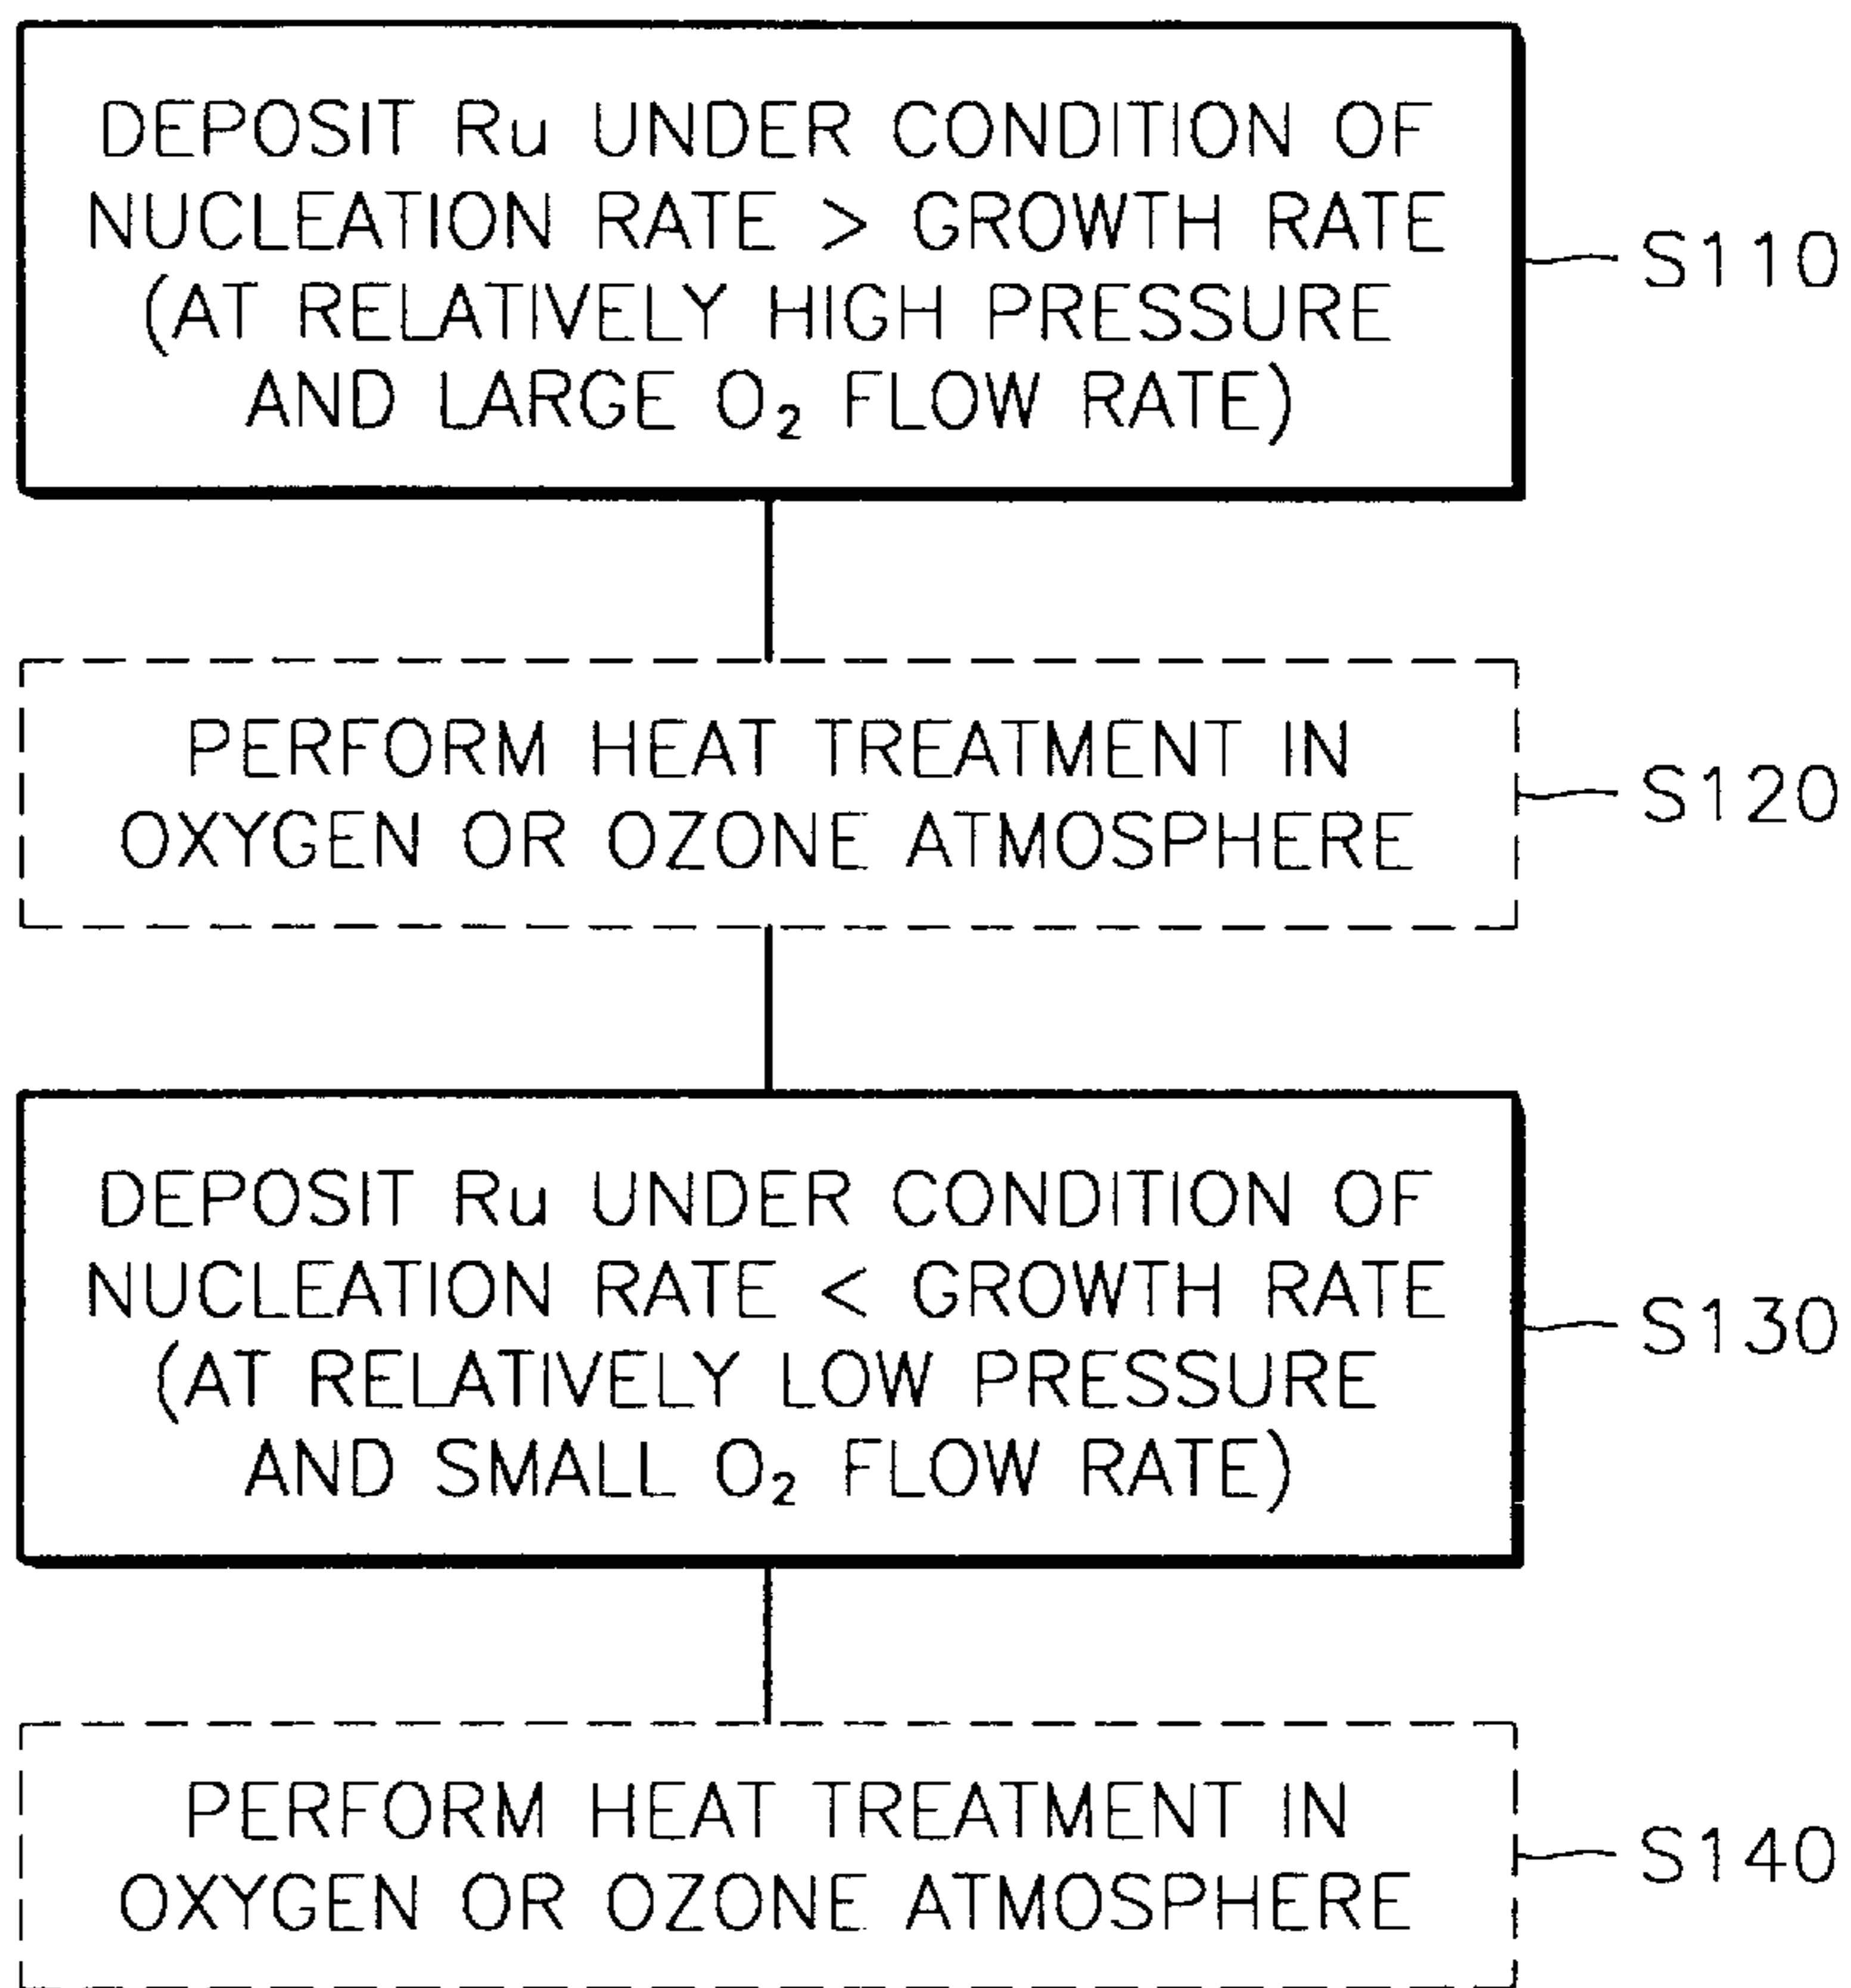 DEPOSIT Ru UNDER CONDITION OF
NUCLEATION RATE > GROWTH RATE
(AT RELATIVELY HIGH PRESSURE
AND LARGE O₂ FLOW RATE)
S110
PERFORM HEAT TREATMENT IN
OXYGEN OR OZONE ATMOSPHERE
S120
DEPOSIT Ru UNDER CONDITION OF
NUCLEATION RATE < GROWTH RATE
(AT RELATIVELY LOW PRESSURE
AND SMALL O₂ FLOW RATE)
S130
PERFORM HEAT TREATMENT IN
OXYGEN OR OZONE ATMOSPHERE
S140